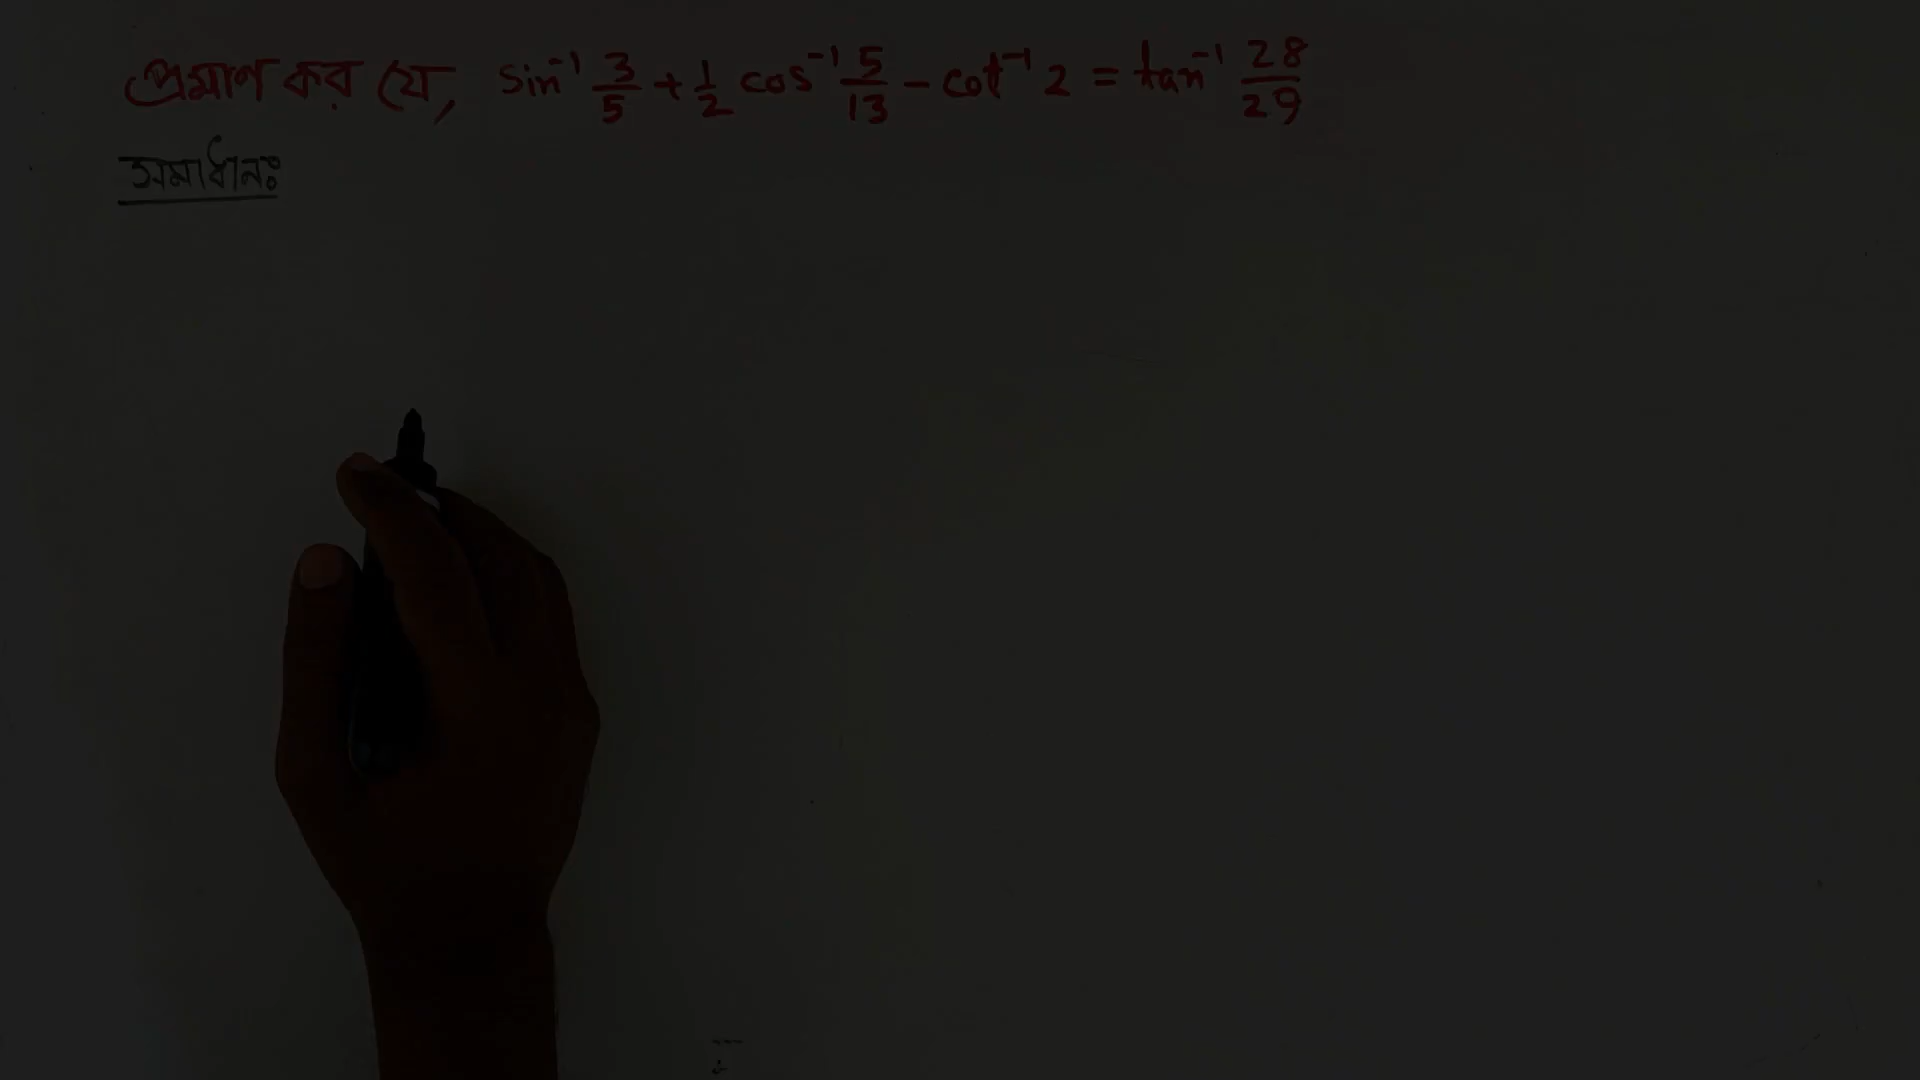 প্রমাণ কর যে, sin⁻¹ 3/5 + 1/2 cos⁻¹ 5/13 − cot⁻¹ 2 = tan⁻¹ 28/29
সমাধানঃ